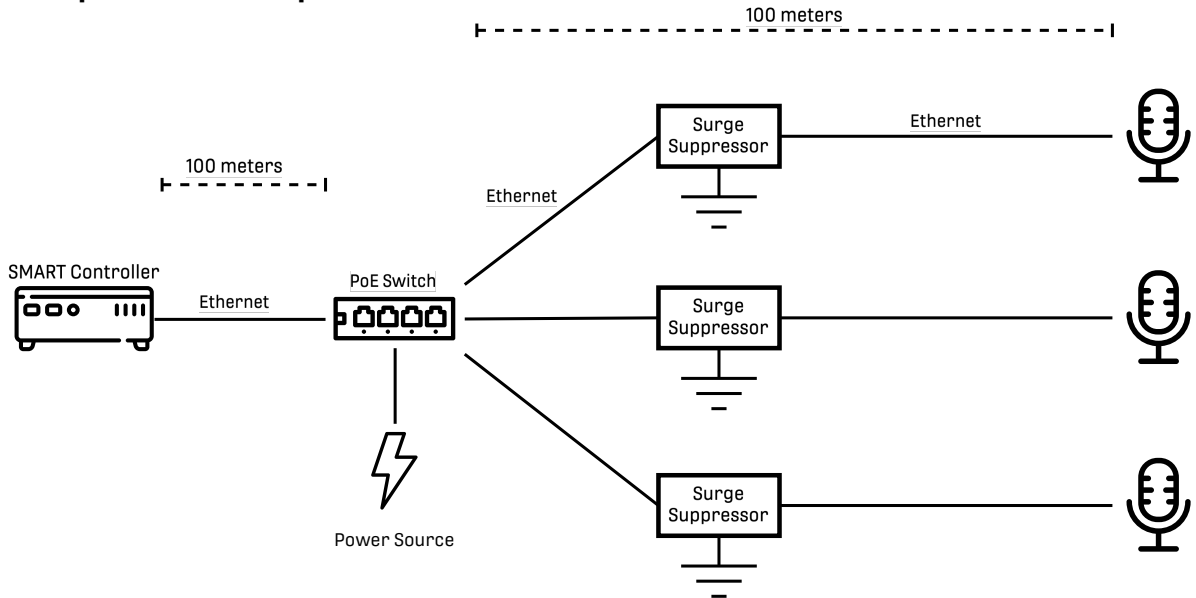 100 meters
Surge
Suppressor
Ethernet
100 meters
Ethernet
SMART Controller
Ethernet
PoE Switch
Surge
Suppressor
Surge
Suppressor
Power Source